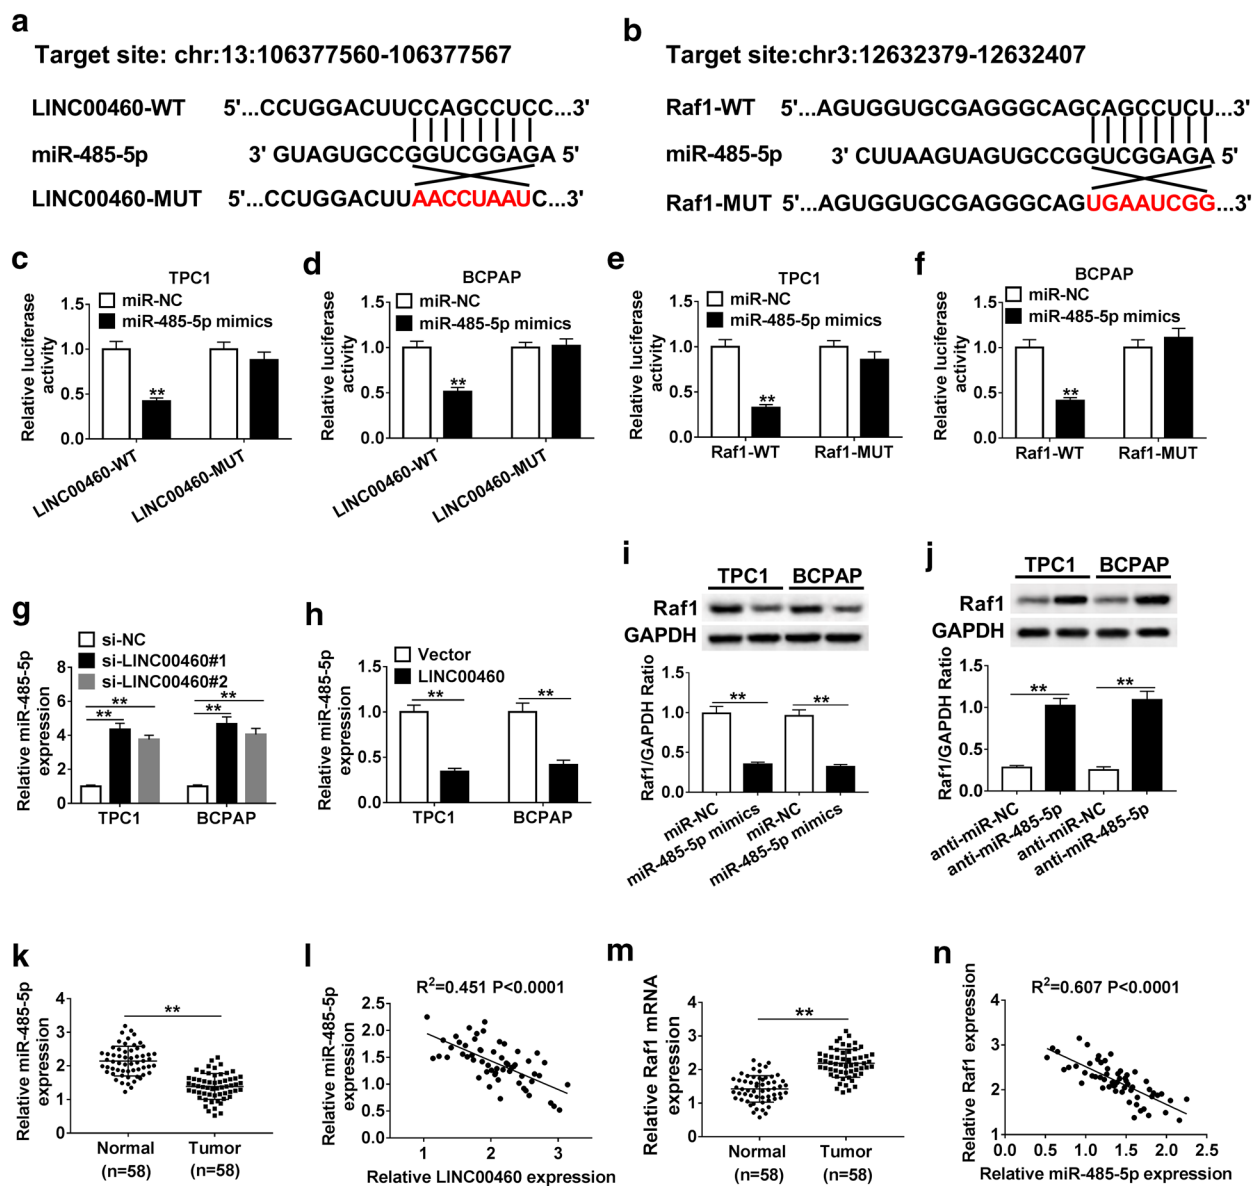 a
Target site: chr:13:106377560-106377567
LINC00460-WT 5'...CCUGGACUUCCAGCCUCC...3'
miR-485-5p 3' GUAGUGCCGGUCGGAGA 5'
LINC00460-MUT 5'...CCUGGACUUAACCUAAUC...3'
b
Target site:chr3:12632379-12632407
Raf1-WT 5'...AGUGGUGCGAGGGCAGCAGCCUCU...3'
miR-485-5p 3' CUUAAGUAGUGCCGGUCGGAGA 5'
Raf1-MUT 5'...AGUGGUGCGAGGGCAGUGAAUCGG...3'
c
TPC1
miR-NC
miR-485-5p mimics
Relative luciferase
activity
1.5
1.0
0.5
0.0
**
LINC00460-WT
LINC00460-MUT
d
BCPAP
miR-NC
miR-485-5p mimics
Relative luciferase
activity
1.5
1.0
0.5
0.0
**
LINC00460-WT
LINC00460-MUT
e
TPC1
miR-NC
miR-485-5p mimics
Relative luciferase
activity
1.5
1.0
0.5
0.0
**
Raf1-WT
Raf1-MUT
f
BCPAP
miR-NC
miR-485-5p mimics
Relative luciferase
activity
1.5
1.0
0.5
0.0
**
Raf1-WT
Raf1-MUT
g
si-NC
si-LINC00460#1
si-LINC00460#2
Relative miR-485-5p
expression
8
6
4
2
0
**
**
**
**
TPC1
BCPAP
h
Vector
LINC00460
Relative miR-485-5p
expression
1.5
1.0
0.5
0.0
**
**
TPC1
BCPAP
i
TPC1 BCPAP
Raf1
GAPDH
Raf1/GAPDH Ratio
1.5
1.0
0.5
0.0
**
**
miR-NC
miR-485-5p mimics
miR-NC
miR-485-5p mimics
j
TPC1 BCPAP
Raf1
GAPDH
Raf1/GAPDH Ratio
1.5
1.0
0.5
0.0
**
**
anti-miR-NC
anti-miR-485-5p
anti-miR-NC
anti-miR-485-5p
k
Relative miR-485-5p
expression
4
3
2
1
0
**
Normal
(n=58)
Tumor
(n=58)
l
R²=0.451 P<0.0001
Relative miR-485-5p
expression
2.5
2.0
1.5
1.0
0.5
0.0
1 2 3
Relative LINC00460 expression
m
Relative Raf1 mRNA
expression
4
3
2
1
0
**
Normal
(n=58)
Tumor
(n=58)
n
R²=0.607 P<0.0001
Relative Raf1 expression
4
3
2
1
0.0 0.5 1.0 1.5 2.0 2.5
Relative miR-485-5p expression